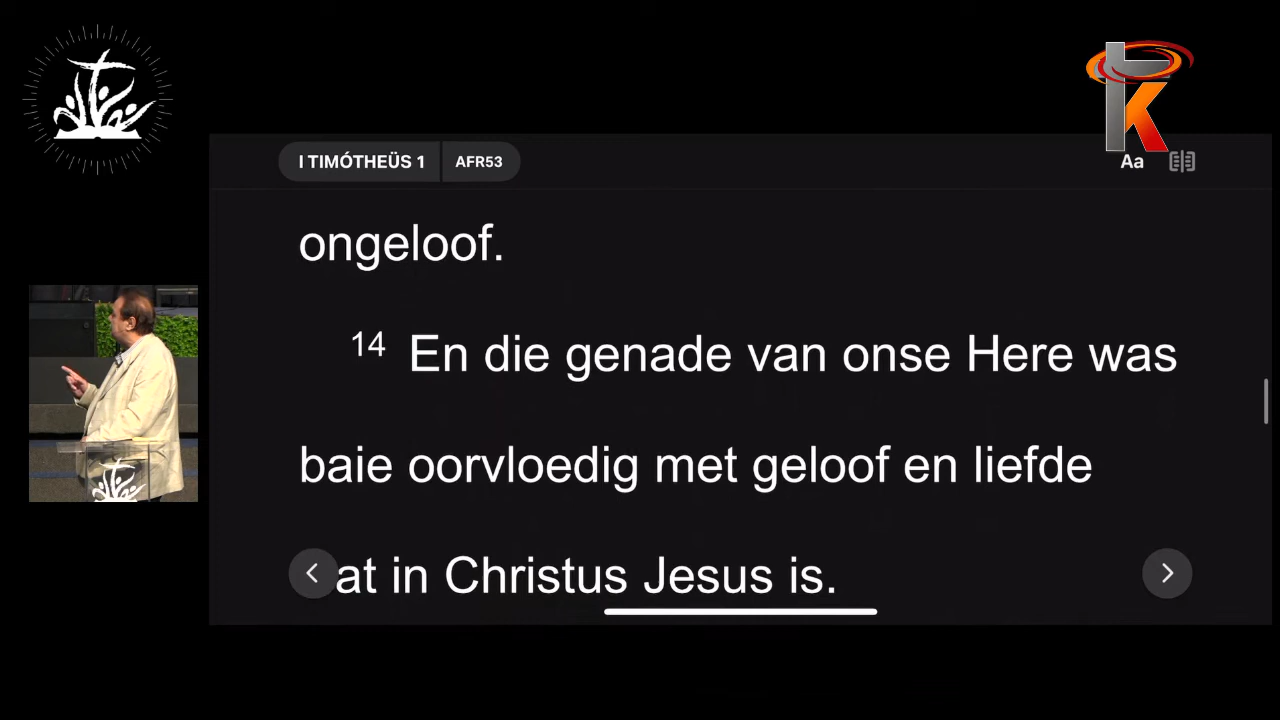 I TIMÓTHEÜS 1 AFR53
Aa
ongeloof.
14 En die genade van onse Here was
baie oorvloedig met geloof en liefde
at in Christus Jesus is.